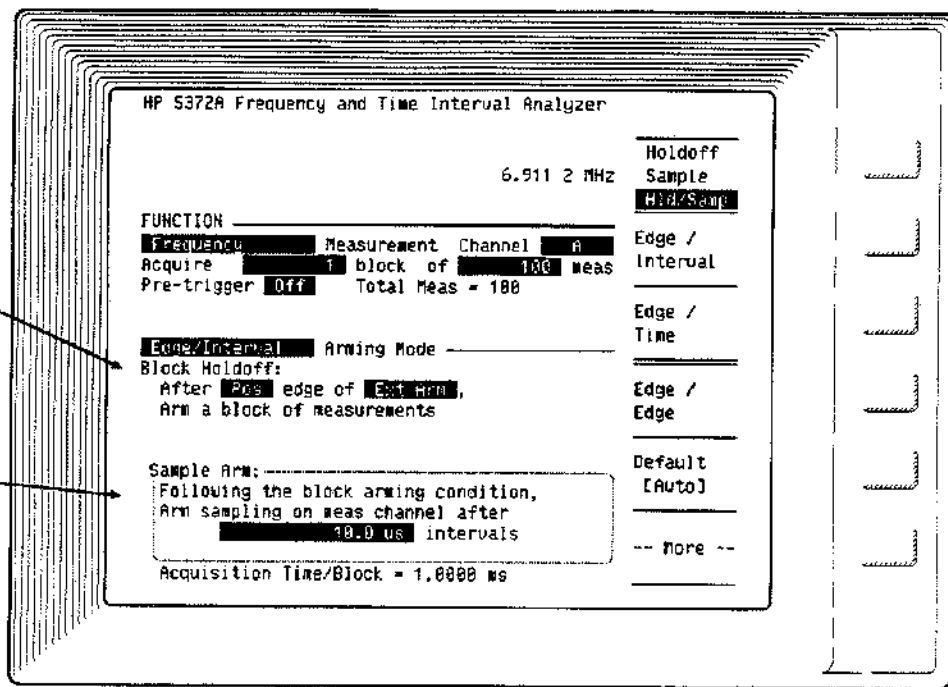 HP 5372A Frequency and Time Interval Analyzer
6.911 2 MHz
FUNCTION
Frequency Measurement Channel A
Acquire 1 block of 100 meas
Pre-trigger Off Total Meas = 100
Edge/Interval Arming Mode
Block Holdoff:
After Pos edge of Ext Arm,
Arm a block of measurements
Sample Arm:
Following the block arming condition,
Arm sampling on meas channel after
10.0 us intervals
Acquisition Time/Block = 1.0000 ms
Holdoff
Sample
Hld/Samp
Edge /
Interval
Edge /
Time
Edge /
Edge
Default
[Auto]
-- More --